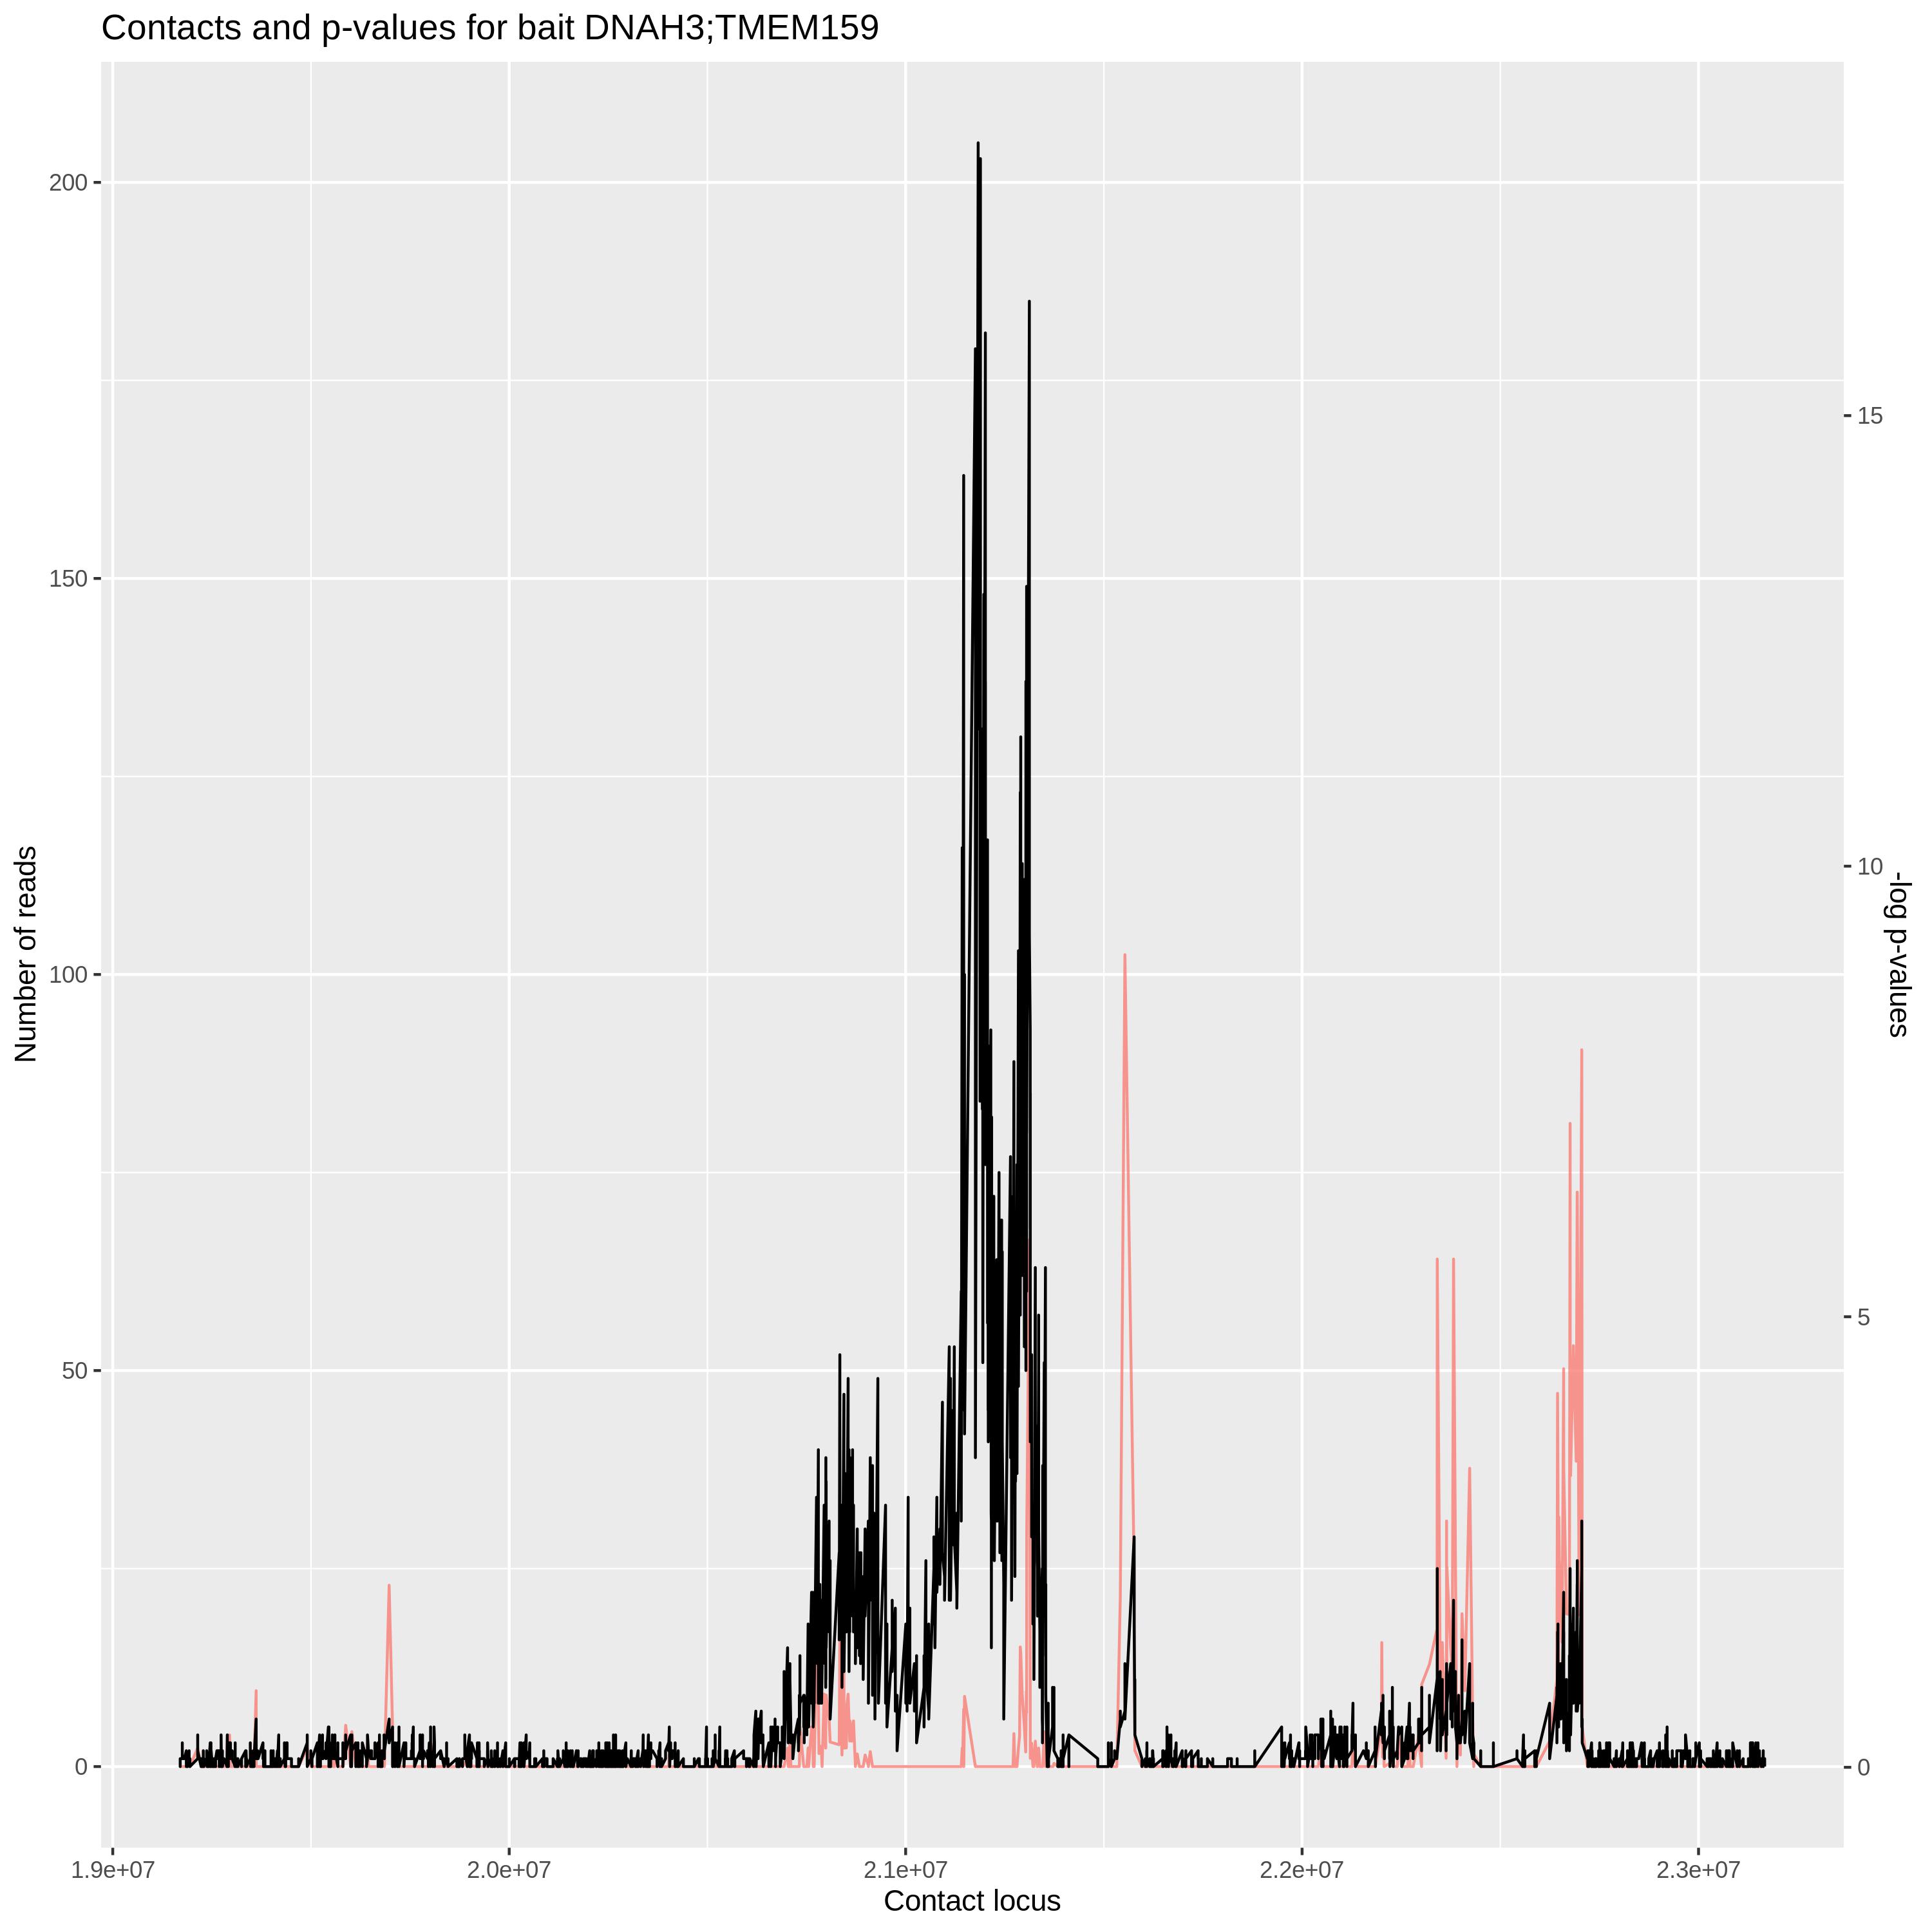 Contacts and p-values for bait DNAH3;TMEM159
200
150
100
50
0
Number of reads
15
10
5
0
-log p-values
1.9e+07 2.0e+07 2.1e+07 2.2e+07 2.3e+07
Contact locus